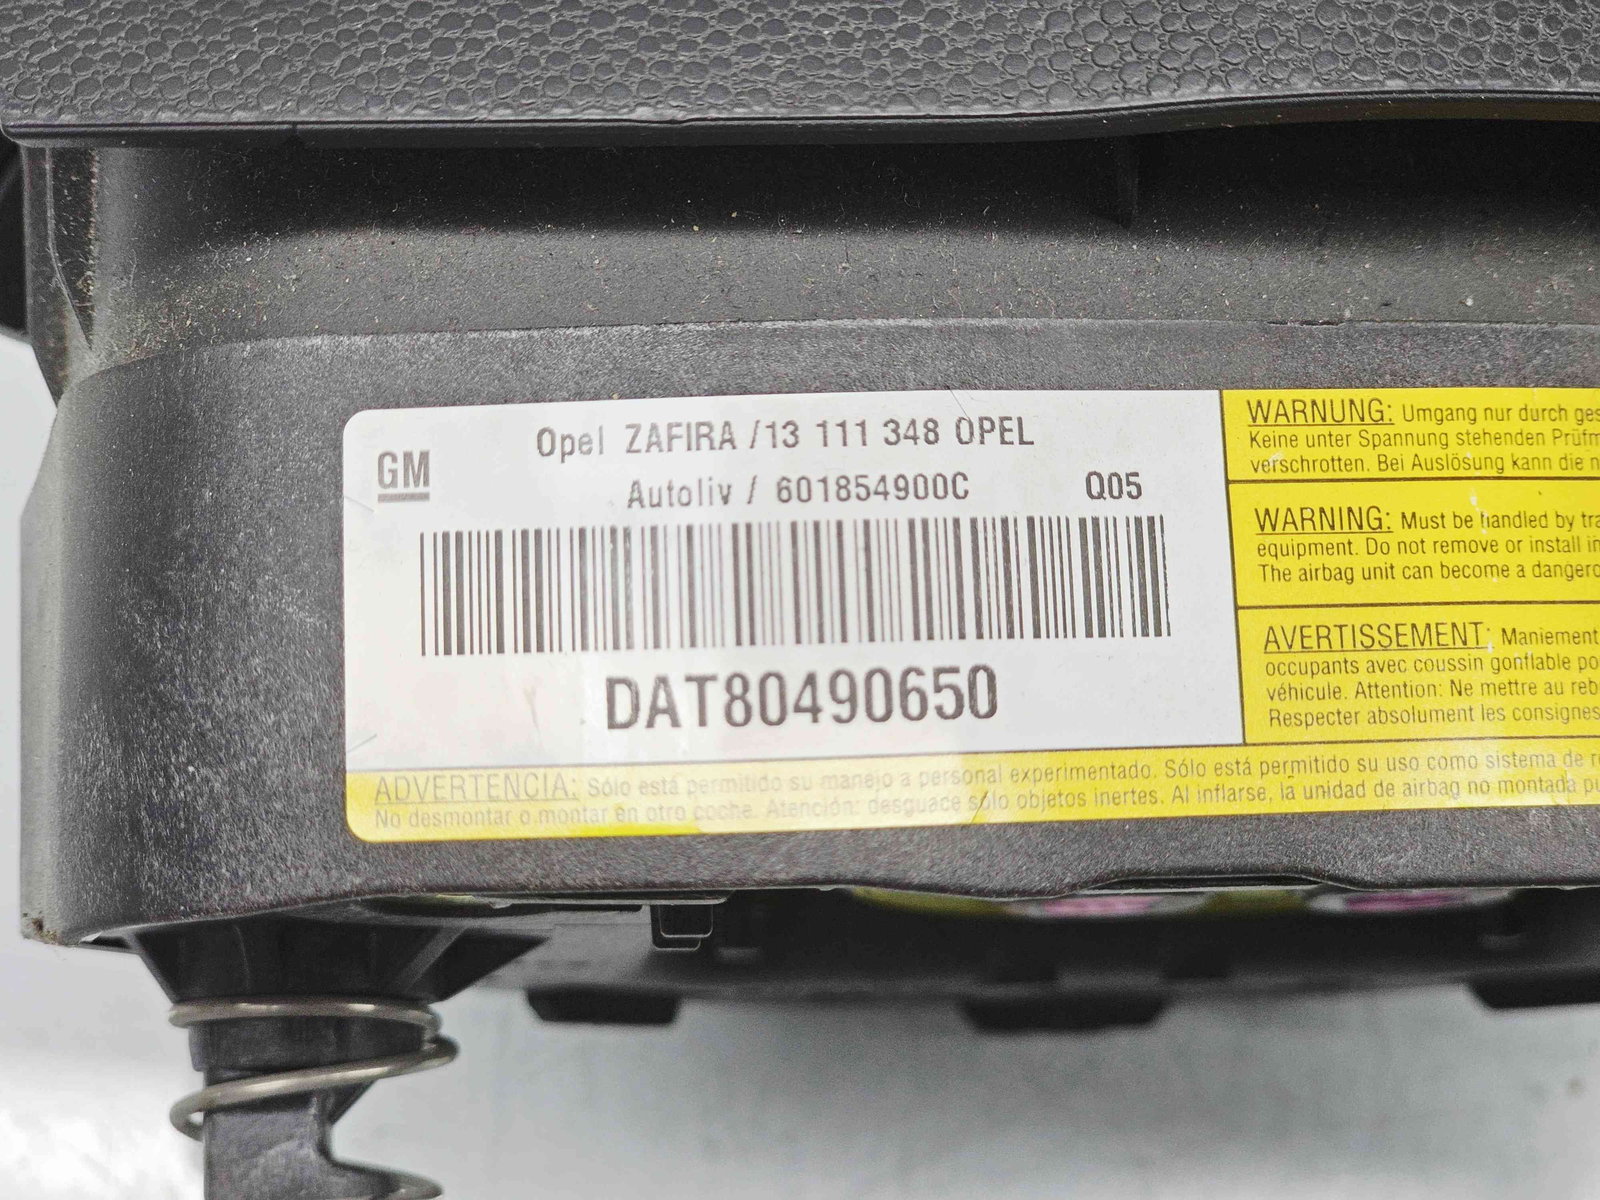 GM
Opel ZAFIRA /13 111 348 OPEL
Autoliv / 601854900C Q05
DAT80490650
WARNUNG: Umgang nur durch
Keine unter Spannung stehenden
verschrotten. Bei Auslösung kann die
WARNING: Must be handled by
equipment. Do not remove or install
The airbag unit can become a
AVERTISSEMENT: Maniement
occupants avec coussin gonflable
véhicule. Attention: Ne mettre au
Respecter absolument les consignes
ADVERTENCIA: Sólo está permitido su manejo a personal experimentado. Sólo está permitido su uso como sistema de
No desmontar o montar en otro coche. Atención: desguace sólo objetos inertes. Al inflarse, la unidad de airbag no montada